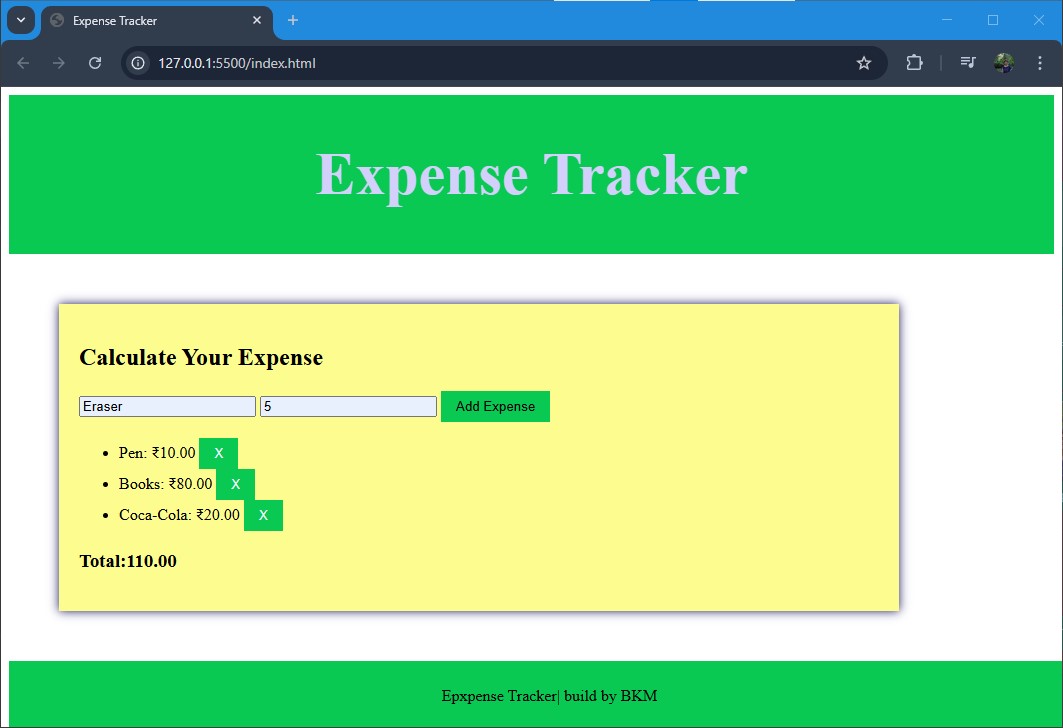 Expense Tracker
127.0.0.1:5500/index.html
Expense Tracker
Calculate Your Expense
Eraser 5 Add Expense
Pen: ₹10.00 X
Books: ₹80.00 X
Coca-Cola: ₹20.00 X
Total:110.00
Epxpense Tracker| build by BKM